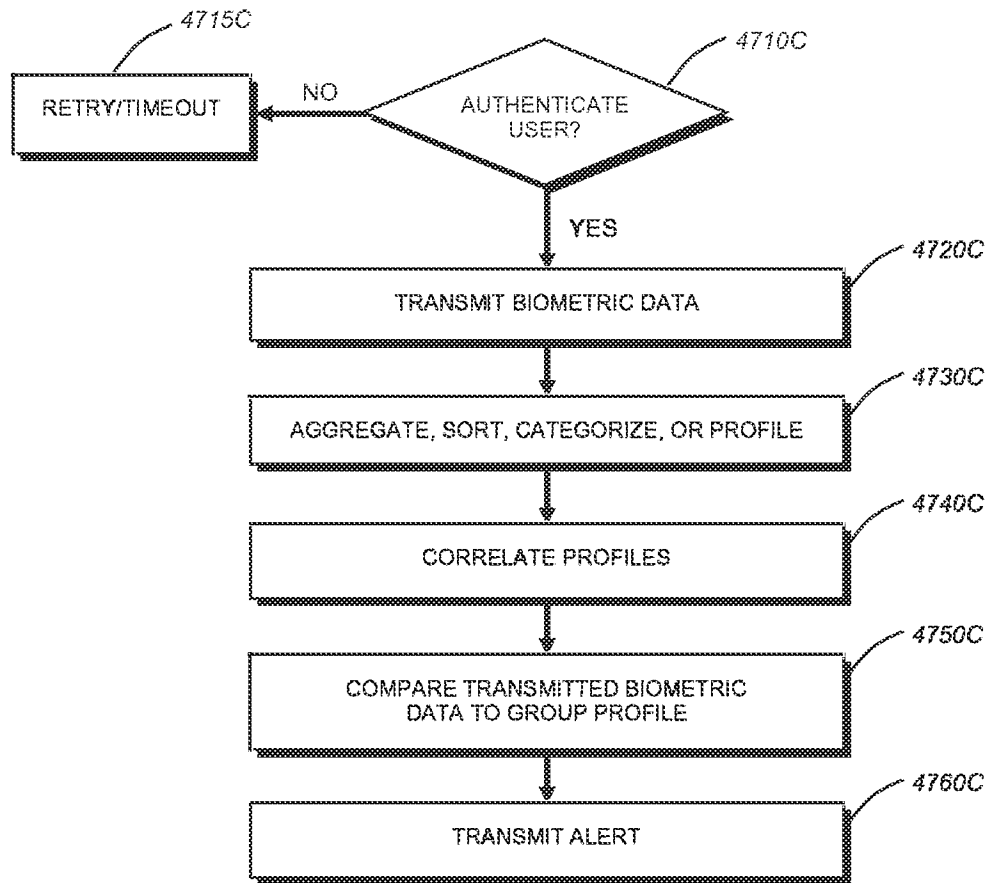 4715C
4710C
RETRY/TIMEOUT
NO
AUTHENTICATE
USER?
YES
4720C
TRANSMIT BIOMETRIC DATA
4730C
AGGREGATE, SORT, CATEGORIZE, OR PROFILE
4740C
CORRELATE PROFILES
4750C
COMPARE TRANSMITTED BIOMETRIC
DATA TO GROUP PROFILE
4760C
TRANSMIT ALERT